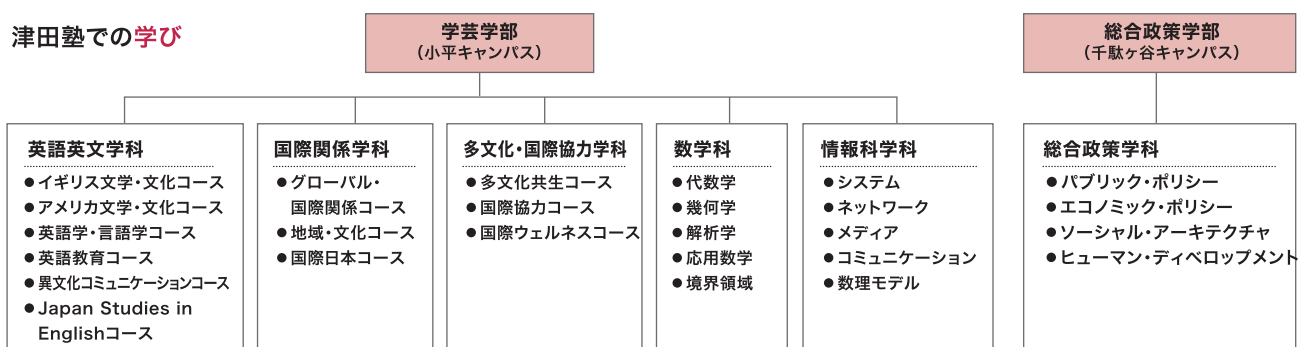 津田塾での学び
学芸学部
（小平キャンパス）
総合政策学部
（千駄ヶ谷キャンパス）
英語英文学科
●イギリス文学・文化コース
●アメリカ文学・文化コース
●英語学・言語学コース
●英語教育コース
●異文化コミュニケーションコース
●Japan Studies in
Englishコース
国際関係学科
●グローバル・
国際関係コース
●地域・文化コース
●国際日本コース
多文化・国際協力学科
●多文化共生コース
●国際協力コース
●国際ウェルネスコース
数学科
●代数学
●幾何学
●解析学
●応用数学
●境界領域
情報科学科
●システム
●ネットワーク
●メディア
●コミュニケーション
●数理モデル
総合政策学科
●パブリック・ポリシー
●エコノミック・ポリシー
●ソーシャル・アーキテクチャ
●ヒューマン・ディベロップメント